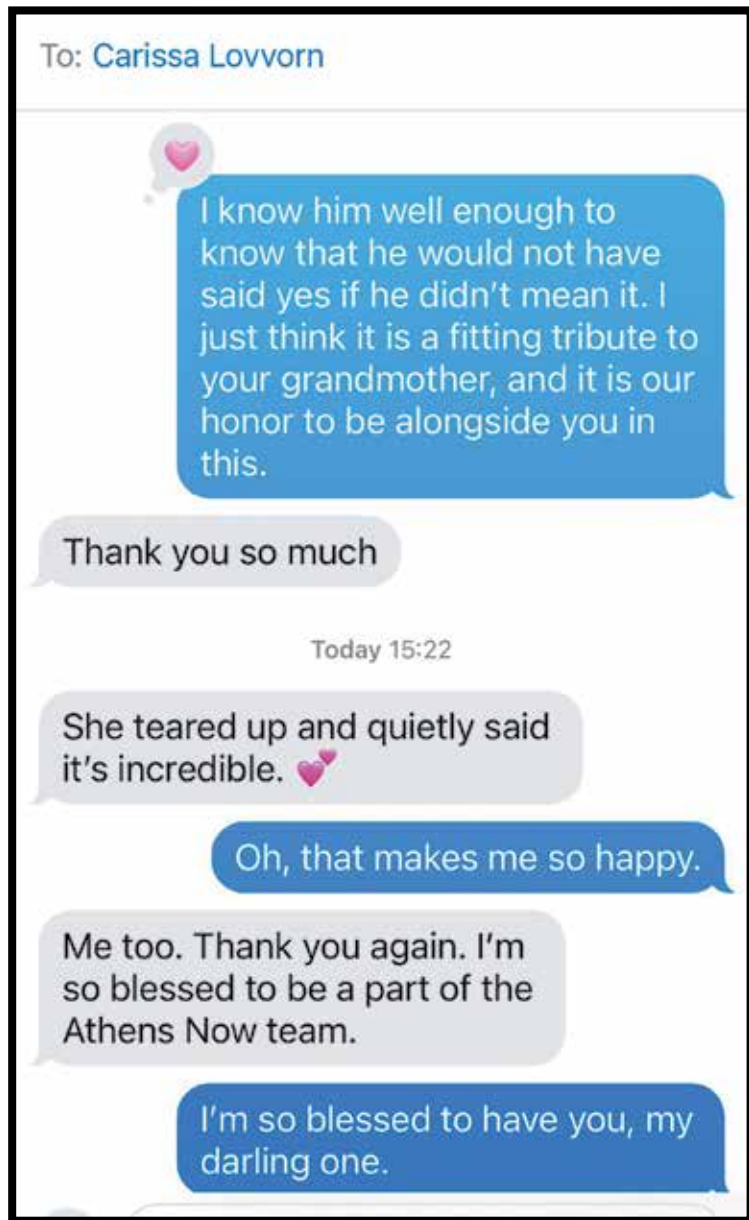 To: Carissa Lovvorn
I know him well enough to
know that he would not have
said yes if he didn’t mean it. I
just think it is a fitting tribute to
your grandmother, and it is our
honor to be alongside you in
this.
Thank you so much
Today 15:22
She teared up and quietly said
it’s incredible. 💕
Oh, that makes me so happy.
Me too. Thank you again. I’m
so blessed to be a part of the
Athens Now team.
I’m so blessed to have you, my
darling one.